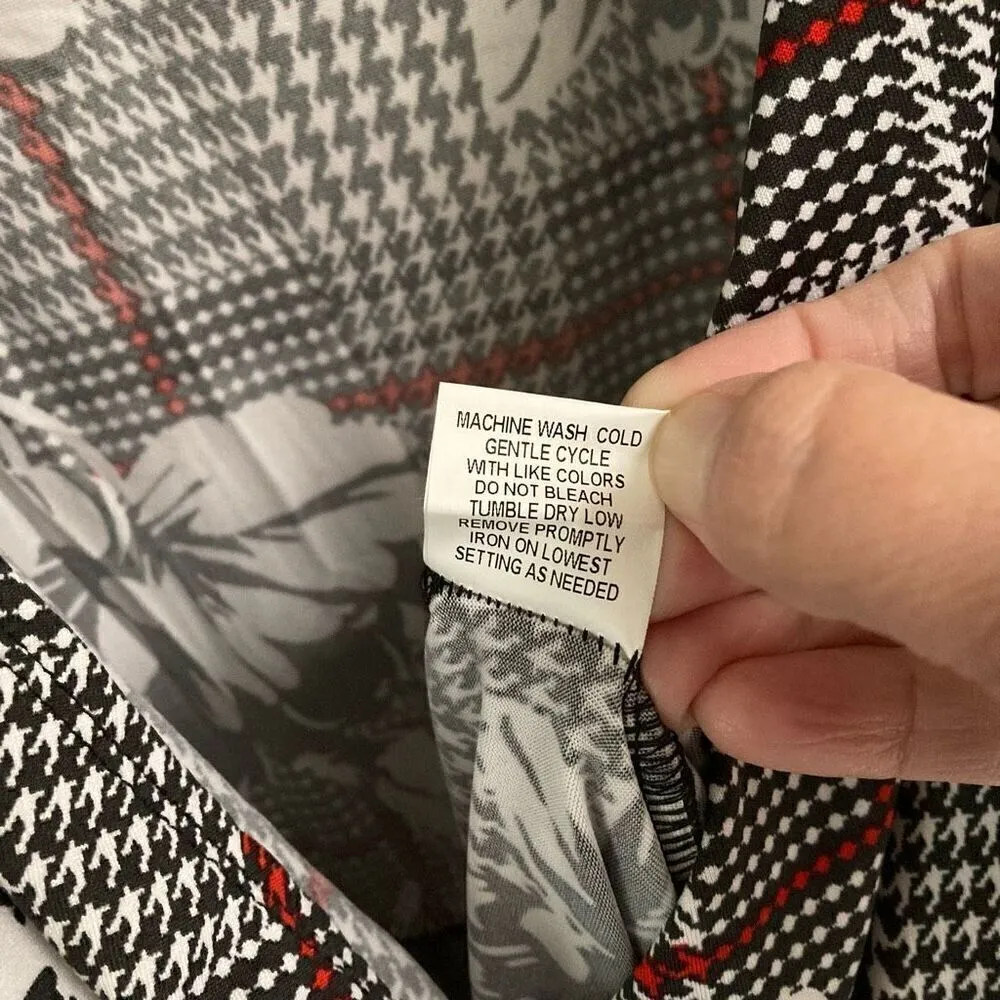 MACHINE WASH COLD
GENTLE CYCLE
WITH LIKE COLORS
DO NOT BLEACH
TUMBLE DRY LOW
REMOVE PROMPTLY
IRON ON LOWEST
SETTING AS NEEDED